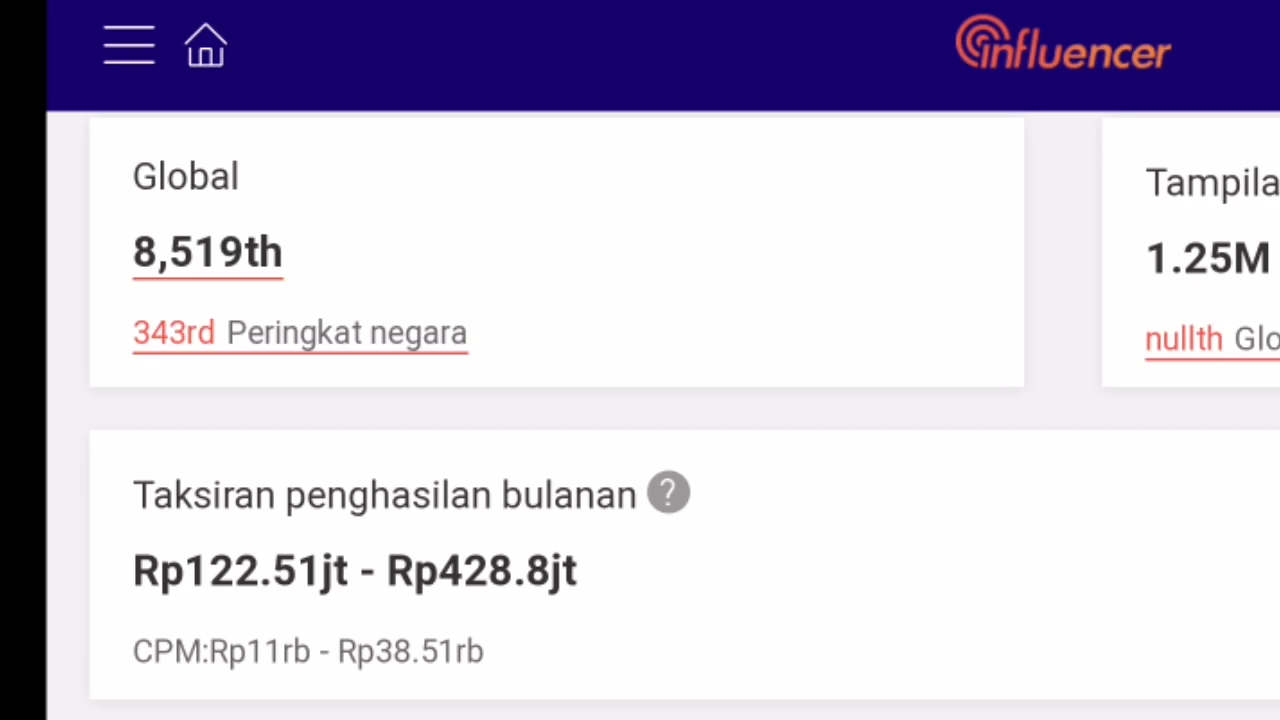 influencer
Global
8,519th
343rd Peringkat negara
Tampila
1.25M
nullth Glo
Taksiran penghasilan bulanan ?
Rp122.51jt - Rp428.8jt
CPM:Rp11rb - Rp38.51rb